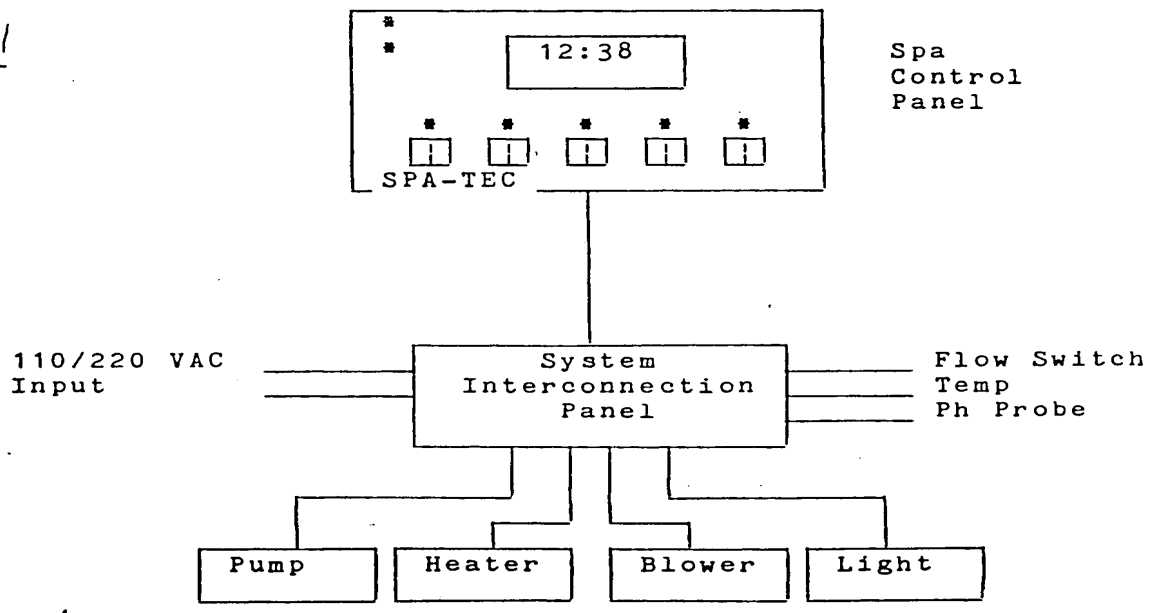 12:38
SPA-TEC
Spa
Control
Panel
110/220 VAC
Input
System
Interconnection
Panel
Flow Switch
Temp
Ph Probe
Pump
Heater
Blower
Light